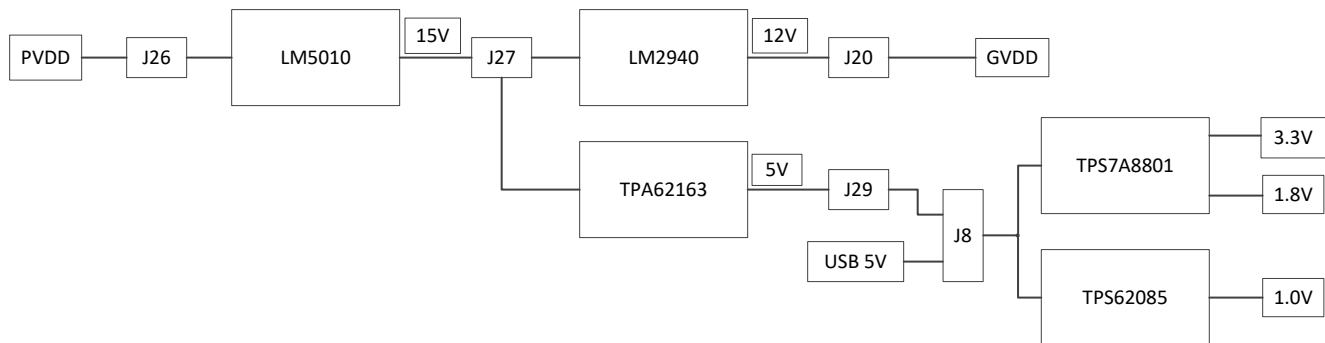 PVDD
J26
LM5010
15V
J27
LM2940
12V
J20
GVDD
TPA62163
5V
J29
USB 5V
J8
TPS7A8801
3.3V
1.8V
TPS62085
1.0V